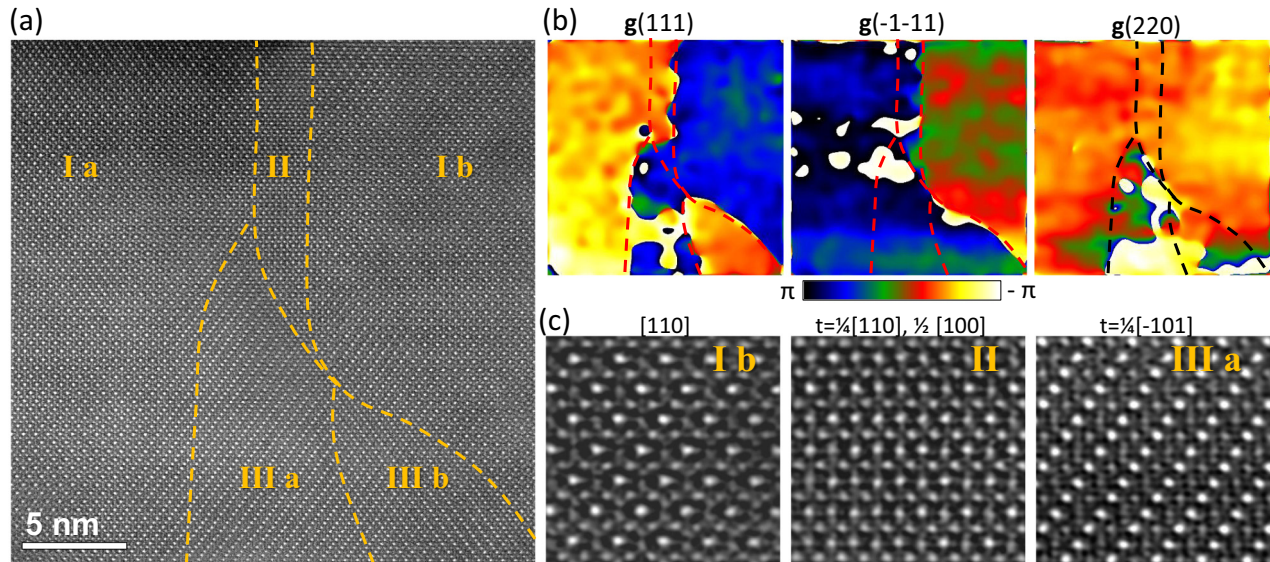 (a)
I a
II
I b
III a
III b
5 nm
(b)
g(111)
g(-1-11)
g(220)
π
- π
(c)
[110]
t=¼[110], ½ [100]
t=¼[-101]
I b
II
III a